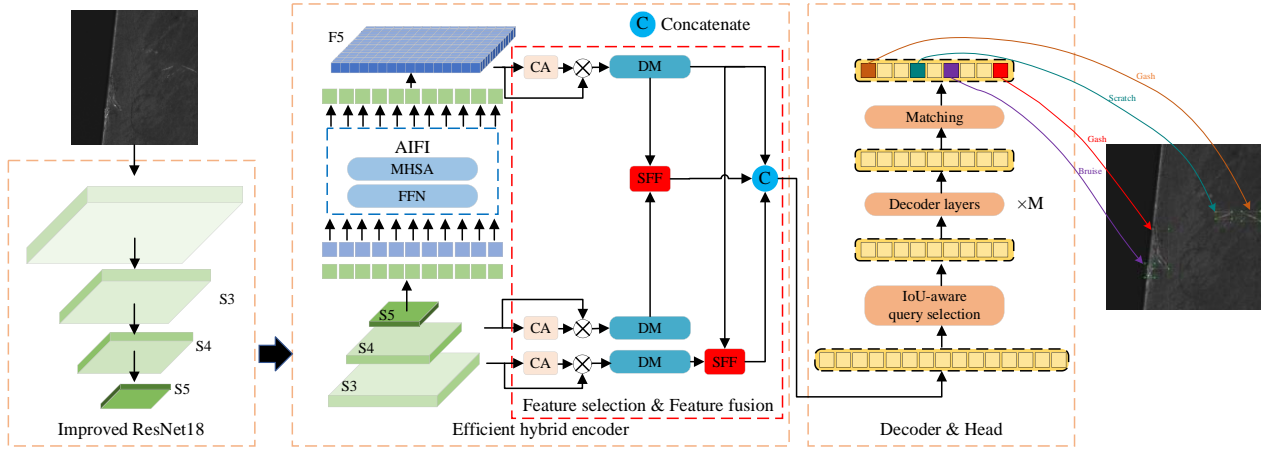 F5
C Concatenate
CA
DM
AIFI
MHSA
FFN
SFF
C
S3
S4
S5
S5
S4
S3
CA
DM
CA
DM
SFF
Feature selection & Feature fusion
Improved ResNet18
Efficient hybrid encoder
Matching
Decoder layers
×M
IoU-aware
query selection
Decoder & Head
Gash
Scratch
Gash
Bruise